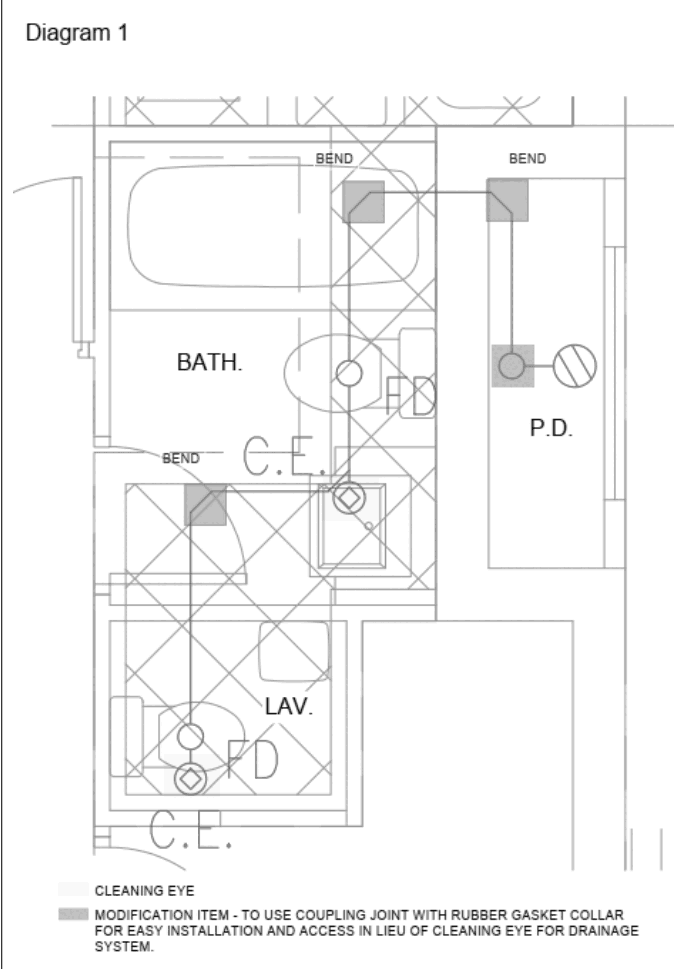 Diagram 1
BEND
BEND
BATH.
FD
P.D.
C.E.
BEND
LAV.
FD
C.E.
CLEANING EYE
MODIFICATION ITEM - TO USE COUPLING JOINT WITH RUBBER GASKET COLLAR
FOR EASY INSTALLATION AND ACCESS IN LIEU OF CLEANING EYE FOR DRAINAGE
SYSTEM.